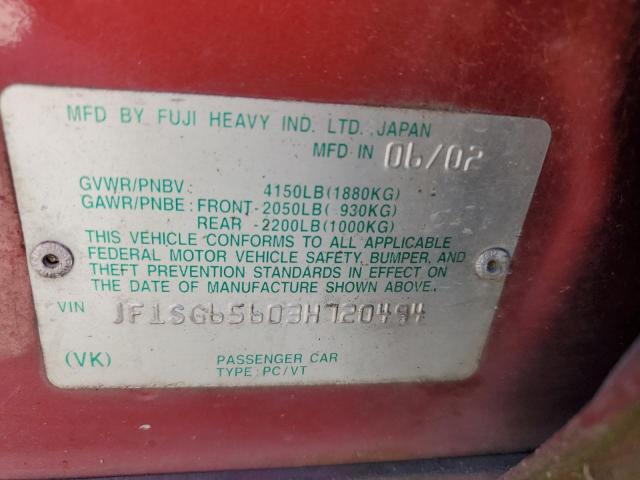 MFD BY FUJI HEAVY IND. LTD. JAPAN
MFD IN 06/02
GVWR/PNBV: 4150LB(1880KG)
GAWR/PNBE: FRONT-2050LB( 930KG)
REAR -2200LB(1000KG)
THIS VEHICLE CONFORMS TO ALL APPLICABLE
FEDERAL MOTOR VEHICLE SAFETY, BUMPER, AND
THEFT PREVENTION STANDARDS IN EFFECT ON
THE DATE OF MANUFACTURE SHOWN ABOVE.
VIN JF1SG65603H720494
(VK) PASSENGER CAR
TYPE:PC/VT